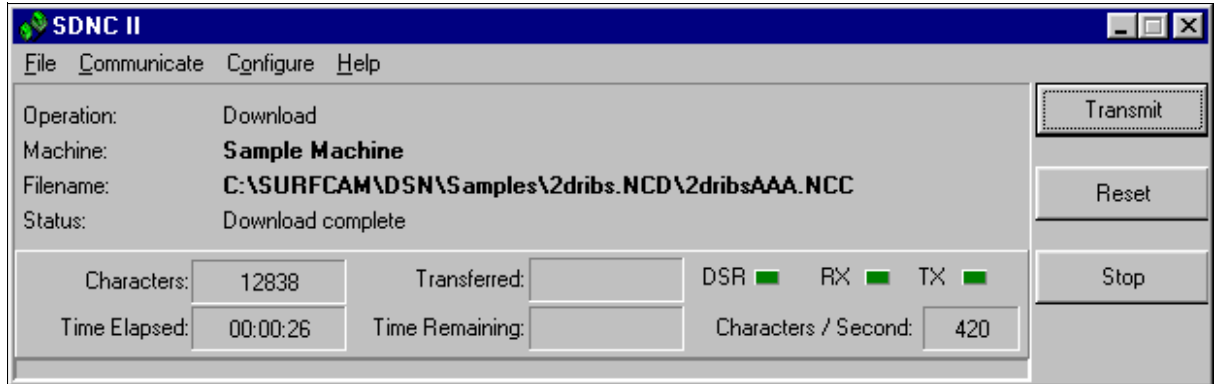 SDNC II
File Communicate Configure Help
Operation: Download
Machine: Sample Machine
Filename: C:\SURFCAM\DSN\Samples\2dribs.NCD\2dribsAAA.NCC
Status: Download complete
Transmit
Reset
Stop
Characters: 12838 Transferred: DSR RX TX
Time Elapsed: 00:00:26 Time Remaining: Characters / Second: 420